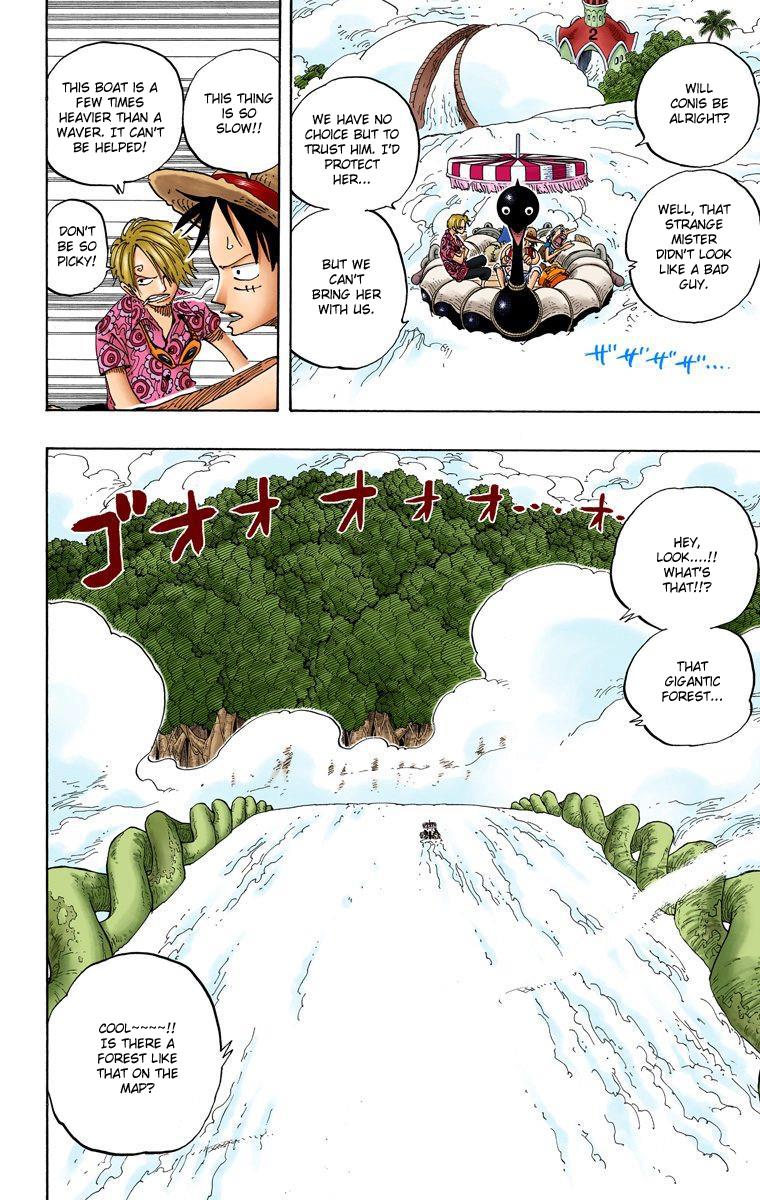 WILL
CONIS BE
ALRIGHT?
WELL, THAT
STRANGE
MISTER
DIDN'T LOOK
LIKE A BAD
GUY.
WE HAVE NO
CHOICE BUT TO
TRUST HIM. I'D
PROTECT
HER...
BUT WE
CAN'T
BRING HER
WITH US.
2
ザザザザ....
THIS THING
IS SO
SLOW!!
THIS BOAT IS A
FEW TIMES
HEAVIER THAN A
WAVER. IT CAN'T
BE HELPED!
DON'T
BE SO
PICKY!
HEY,
LOOK....!!
WHAT'S
THAT!!?
THAT
GIGANTIC
FOREST...
ゴオオオオオ...オ..
COOL~~~~!!
IS THERE A
FOREST LIKE
THAT ON THE
MAP?